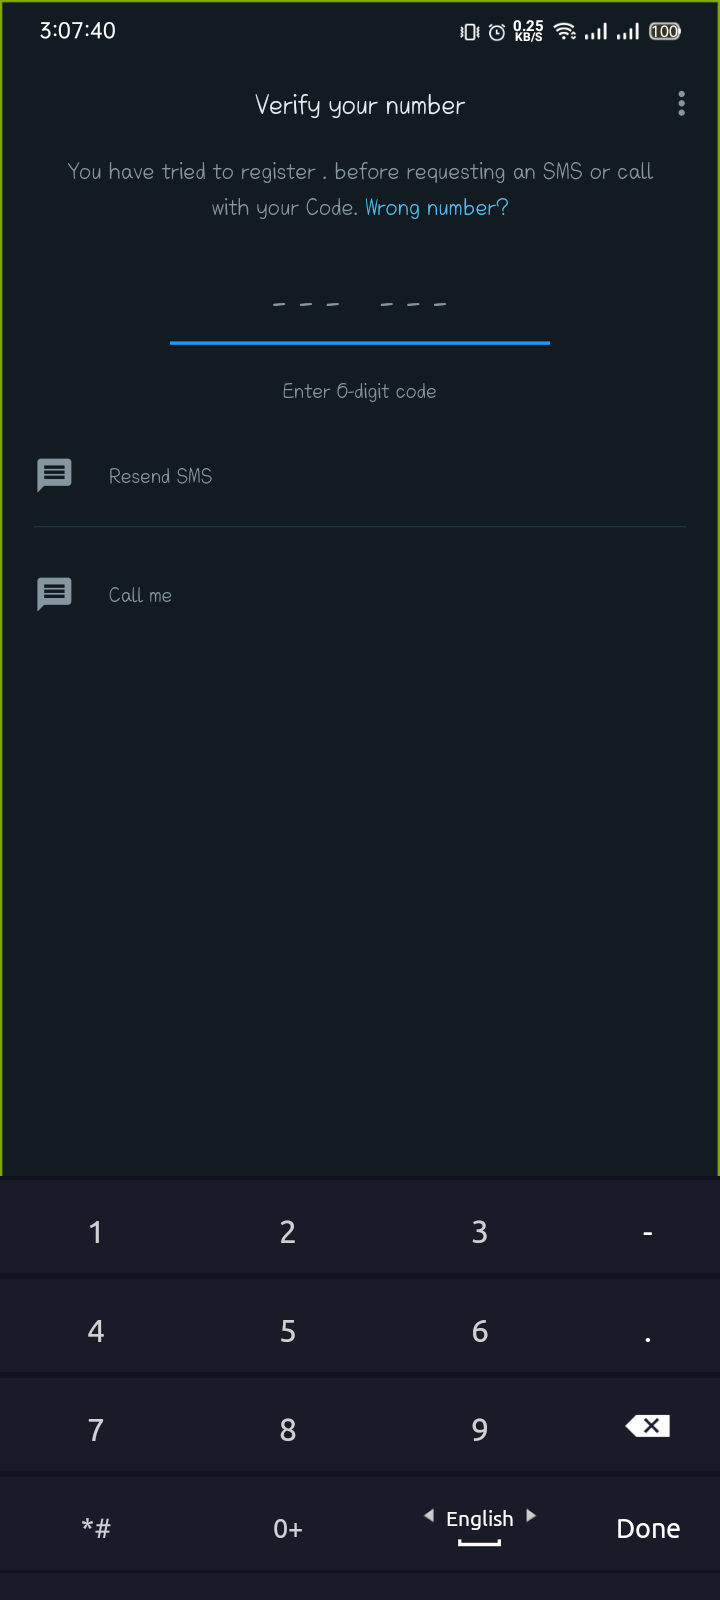 3:07:40 0.25 KB/S 100
Verify your number
You have tried to register . before requesting an SMS or call
with your Code. Wrong number?
--- ---
Enter 6-digit code
Resend SMS
Call me
1 2 3 -
4 5 6 .
7 8 9
*# 0+ English Done